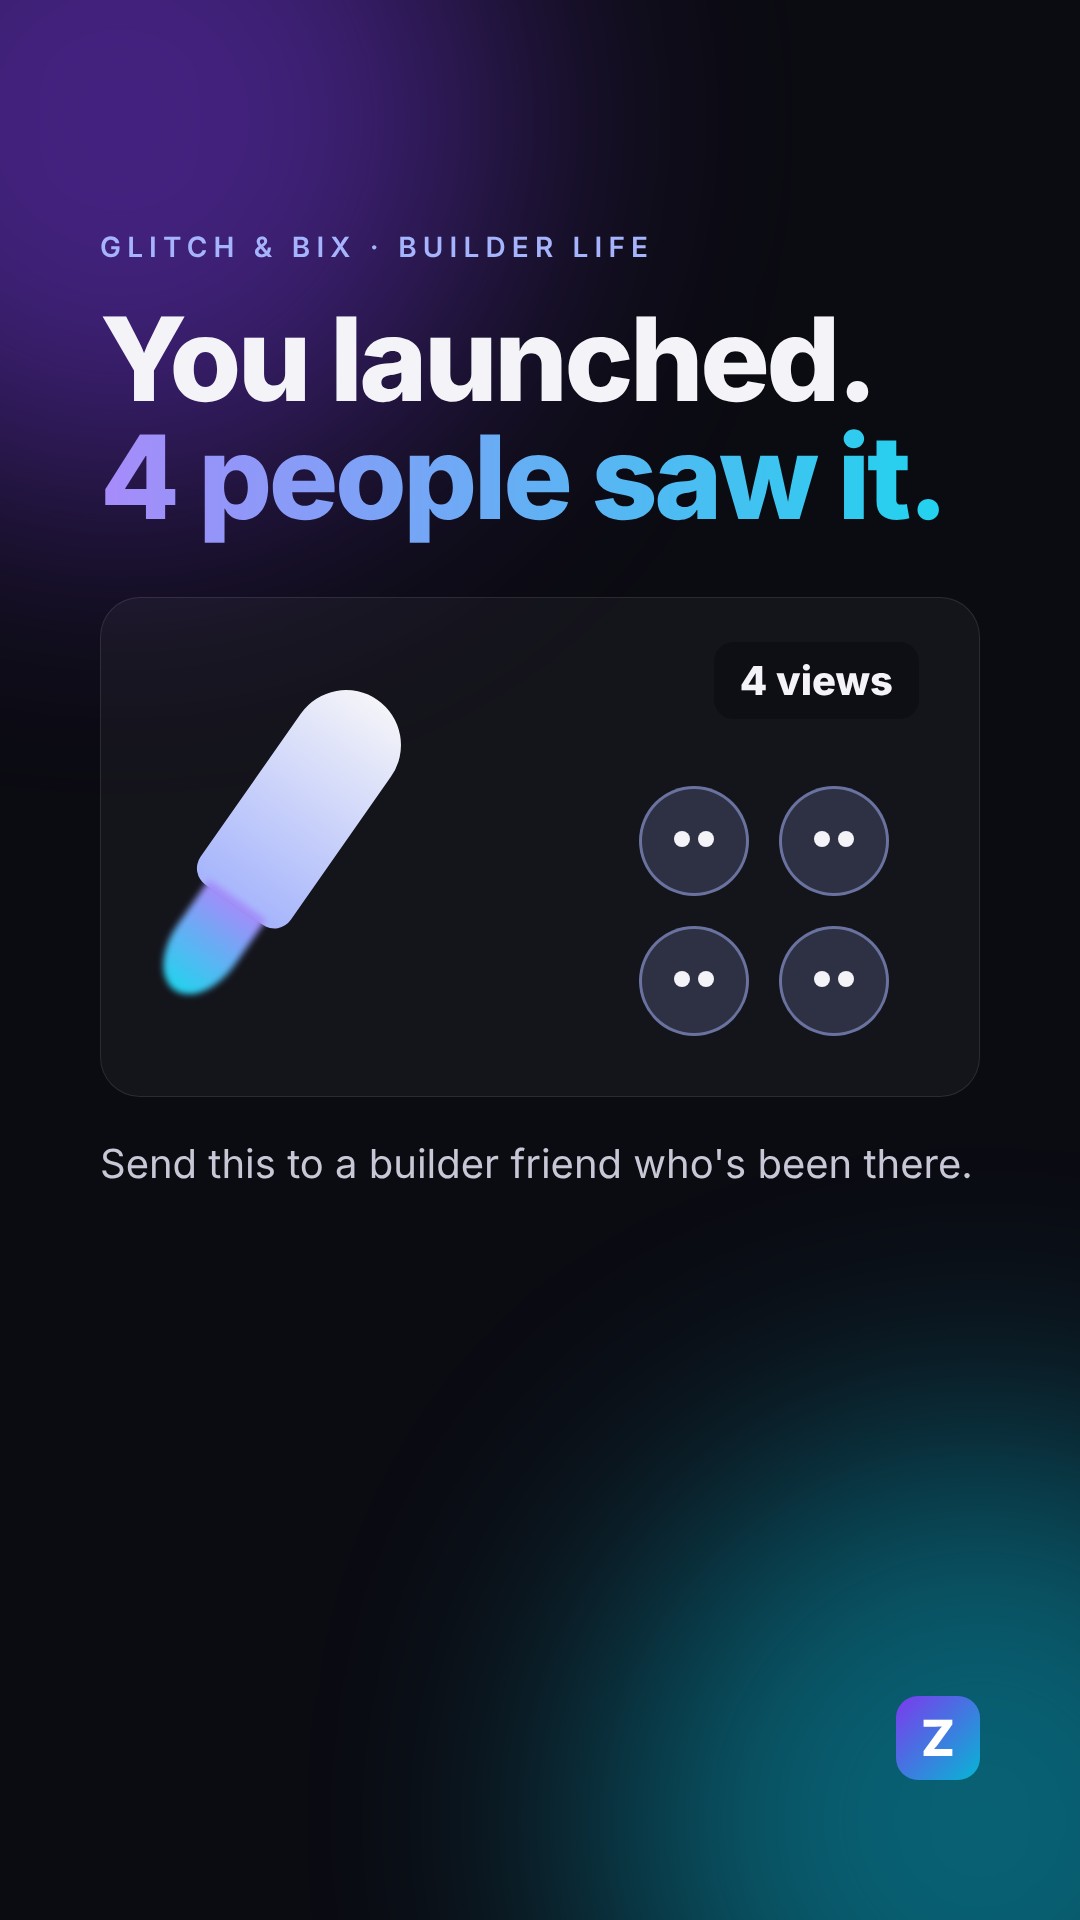 GLITCH & BIX · BUILDER LIFE
You launched.
4 people saw it.
4 views
Send this to a builder friend who's been there.
Z